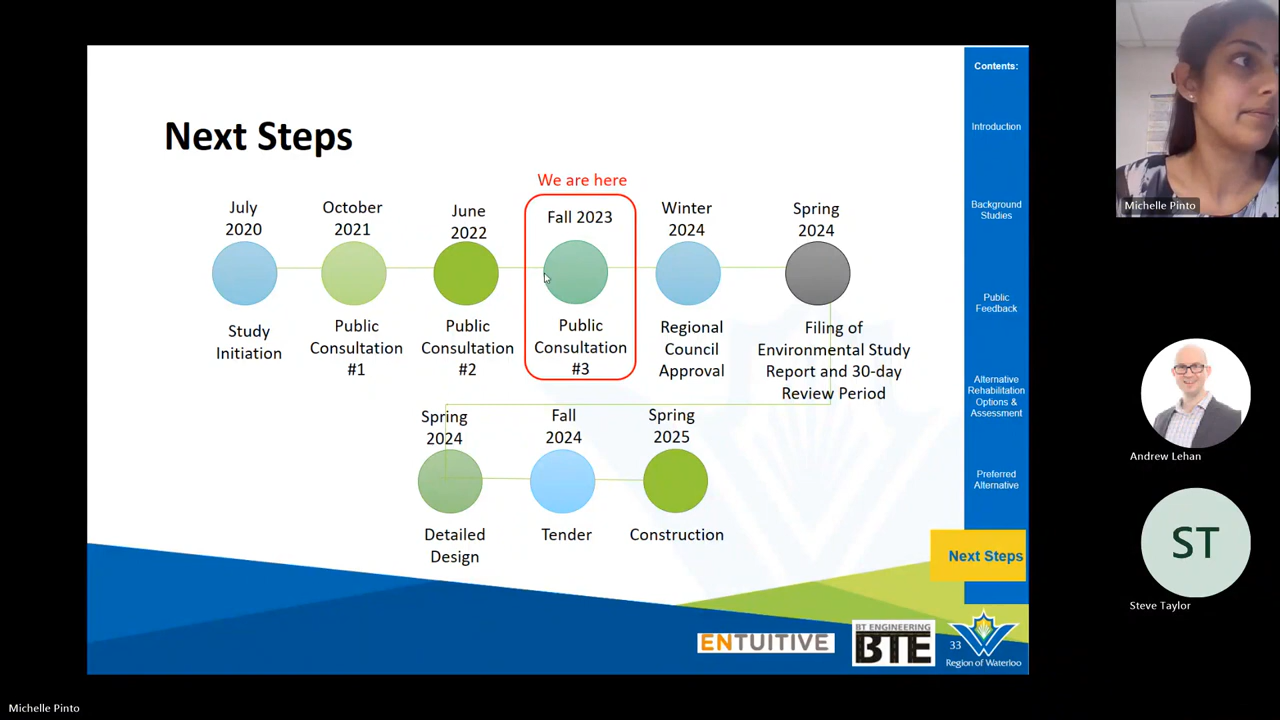 Contents:
Introduction
Background
Studies
Public
Feedback
Alternative
Rehabilitation
Options &
Assessment
Preferred
Alternative
Next Steps
Next Steps
We are here
July
2020
October
2021
June
2022
Fall 2023
Winter
2024
Spring
2024
Study
Initiation
Public
Consultation
#1
Public
Consultation
#2
Public
Consultation
#3
Regional
Council
Approval
Filing of
Environmental Study
Report and 30-day
Review Period
Spring
2024
Fall
2024
Spring
2025
Detailed
Design
Tender
Construction
ENTUITIVE
BT ENGINEERING
BTE
33
Region of Waterloo
Michelle Pinto
Andrew Lehan
ST
Steve Taylor
Michelle Pinto